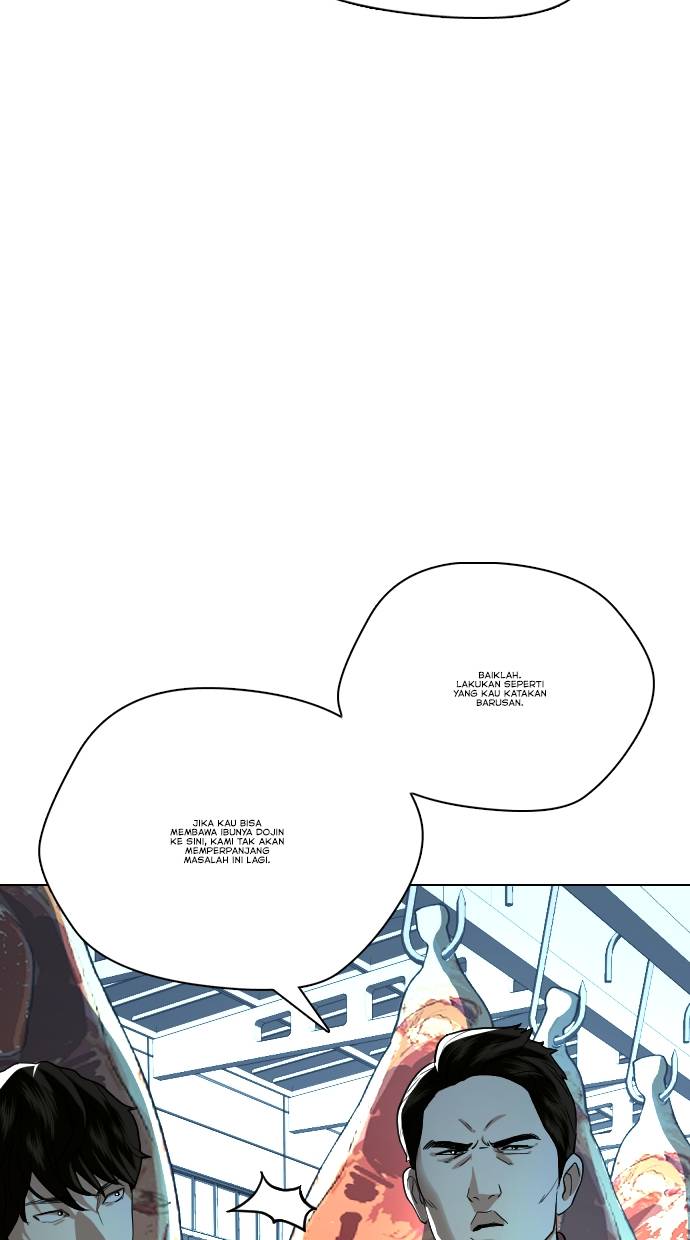 BAIKLAH.
LAKUKAN SEPERTI
YANG KAU KATAKAN
BARUSAN.
JIKA KAU BISA
MEMBAWA IBUNYA DOJIN
KE SINI, KAMI TAK AKAN
MEMPERPANJANG
MASALAH INI LAGI.